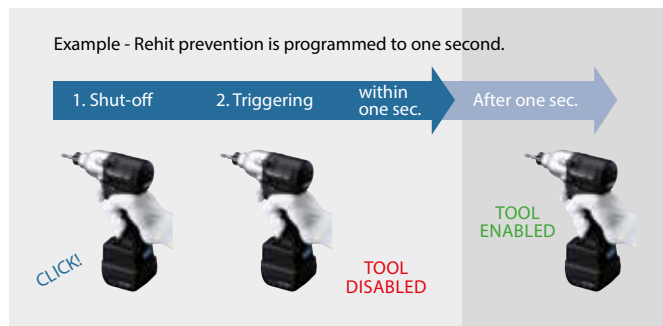 Example - Rehit prevention is programmed to one second.
1. Shut-off
2. Triggering
within
one sec.
After one sec.
CLICK!
TOOL
DISABLED
TOOL
ENABLED